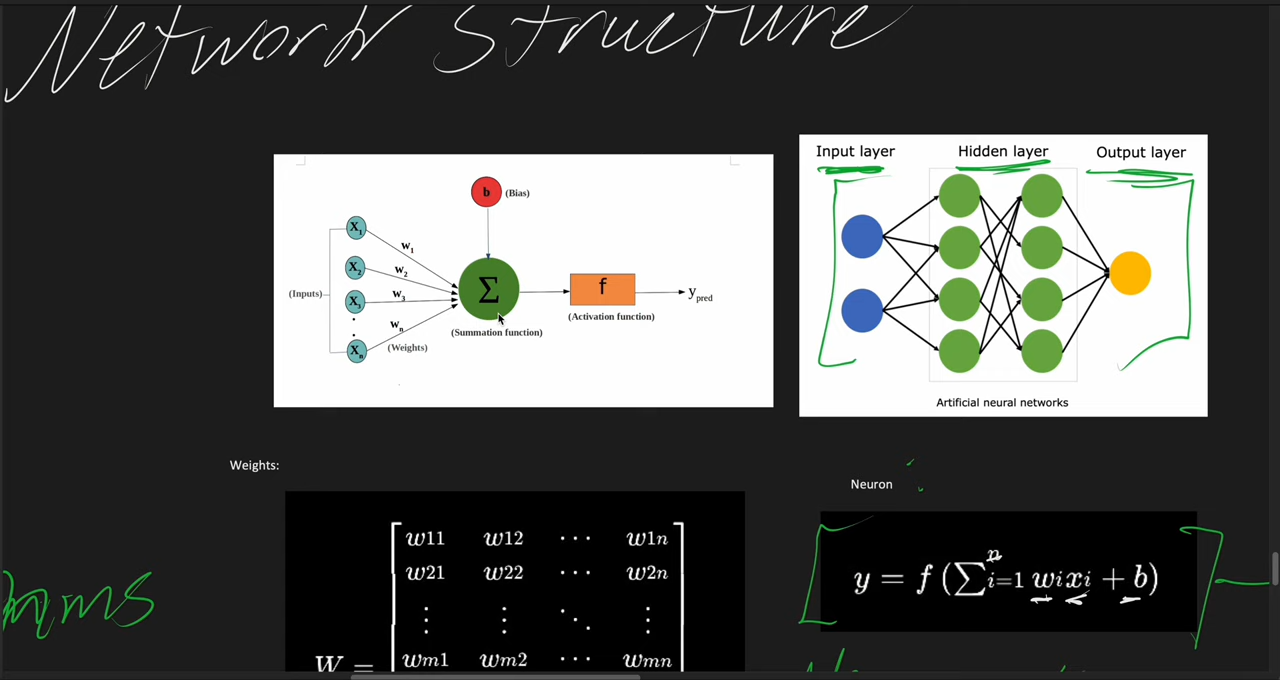 Network Structure
b (Bias)
X1
X2
X3
.
.
Xn
(Inputs)
w1
w2
w3
wn
(Weights)
Σ
(Summation function)
f
(Activation function)
ypred
Input layer Hidden layer Output layer
Artificial neural networks
Weights:
W =
w11 w12 ··· w1n
w21 w22 ··· w2n
⋮ ⋮ ⋱ ⋮
wm1 wm2 ··· wmn
Neuron
y = f (∑ n i=1 wixi + b)